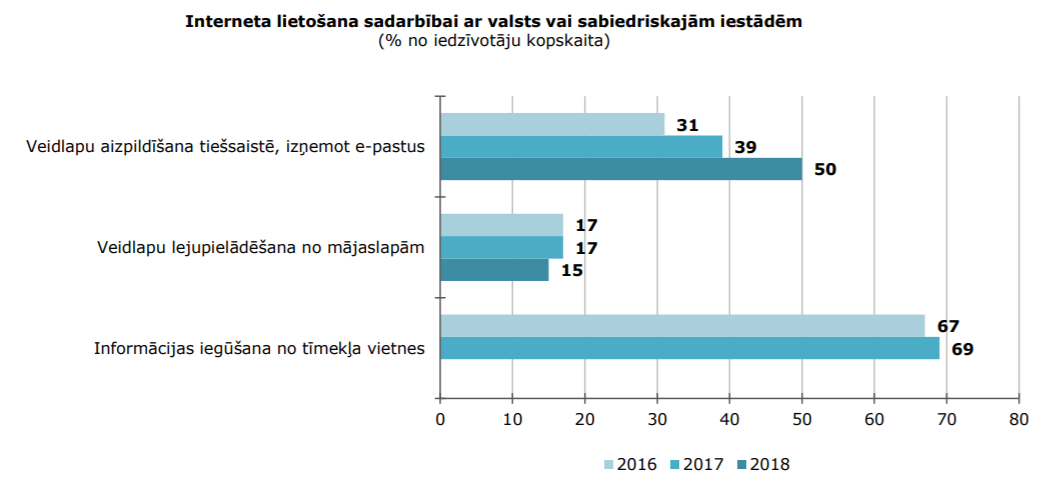 Interneta lietošana sadarbībai ar valsts vai sabiedriskajām iestādēm
(% no iedzīvotāju kopskaita)
Veidlapu aizpildīšana tiešsaistē, izņemot e-pastus
31
39
50
Veidlapu lejupielādēšana no mājaslapām
17
17
15
Informācijas iegūšana no tīmekļa vietnes
67
69
0 10 20 30 40 50 60 70 80
2016 2017 2018